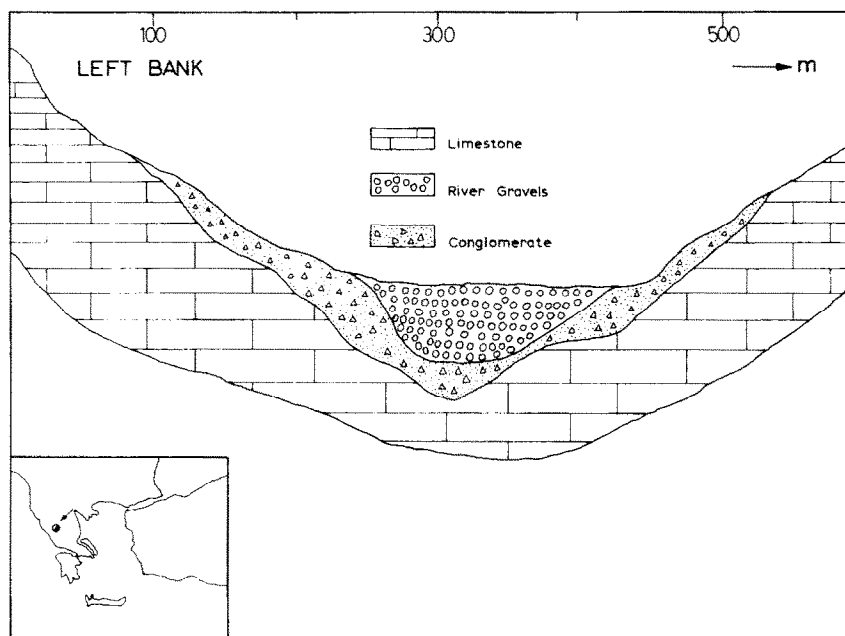 100 300 500
LEFT BANK
m
Limestone
River Gravels
Conglomerate